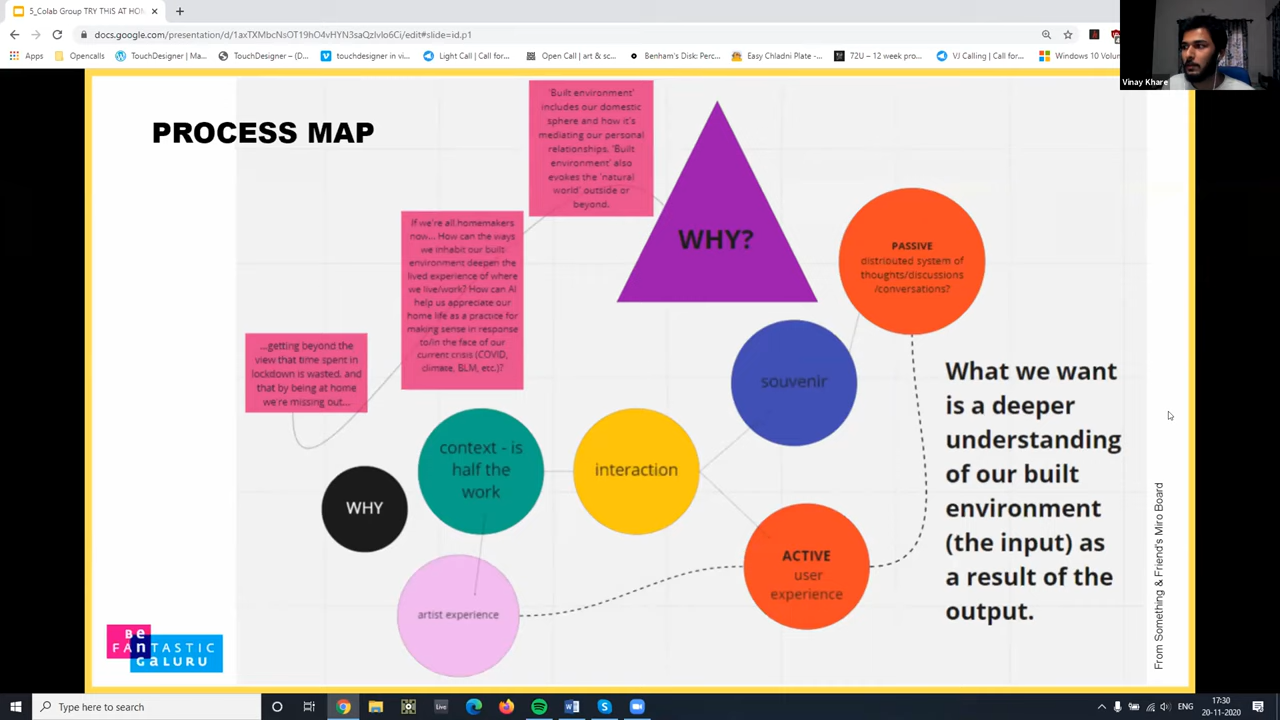 5_Colab Group TRY THIS AT HOM
docs.google.com/presentation/d/1axTXMbcNsOT19hO4vHYN3saQzIvlo6Ci/edit#slide=id.p1
Apps
Opencalls
TouchDesigner | Ma...
TouchDesigner – (D...
touchdesigner in vi...
Light Call | Call for...
Open Call | art & sc...
Benham's Disk: Perc...
Easy Chladni Plate -...
72U – 12 week pro...
VJ Calling | Call for...
Windows 10 Volun
Vinay Khare
PROCESS MAP
'Built environment'
includes our domestic
sphere and how it's
mediating our personal
relationships. 'Built
environment' also
evokes the 'natural
world' outside or
beyond.
If we're all homemakers
now... How can the ways
we inhabit our built
environment deepen the
lived experience of where
we live/work? How can AI
help us appreciate our
home life as a practice for
making sense in response
to/in the face of our
current crisis (COVID,
climate, BLM, etc.)?
...getting beyond the
view that time spent in
lockdown is wasted, and
that by being at home
we're missing out...
WHY?
PASSIVE
distributed system of
thoughts/discussions
/conversations?
souvenir
context - is
half the
work
interaction
WHY
ACTIVE
user
experience
artist experience
What we want
is a deeper
understanding
of our built
environment
(the input) as
a result of the
output.
From Something & Friend's Miro Board
Be
FANTASTIC
nGaLURU
Type here to search
Live
ENG
17:30
20-11-2020